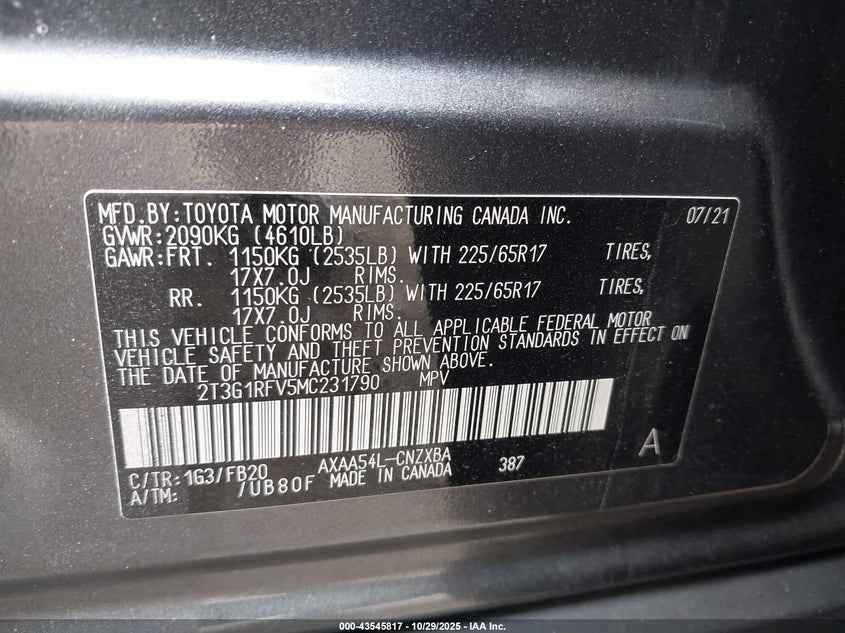 MFD.BY:TOYOTA MOTOR MANUFACTURING CANADA INC. 07/21
GVWR:2090KG (4610LB)
GAWR:FRT. 1150KG (2535LB) WITH 225/65R17 TIRES,
17X7.0J RIMS.
RR. 1150KG (2535LB) WITH 225/65R17 TIRES,
17X7.0J RIMS.
THIS VEHICLE CONFORMS TO ALL APPLICABLE FEDERAL MOTOR
VEHICLE SAFETY AND THEFT PREVENTION STANDARDS IN EFFECT ON
THE DATE OF MANUFACTURE SHOWN ABOVE.
2T3G1RFV5MC231790 MPV
A
C/TR:1G3/FB20 AXAA54L-CNZXBA 387
A/TM: /UB80F MADE IN CANADA
000-43545817 - 10/29/2025 - IAA Inc.